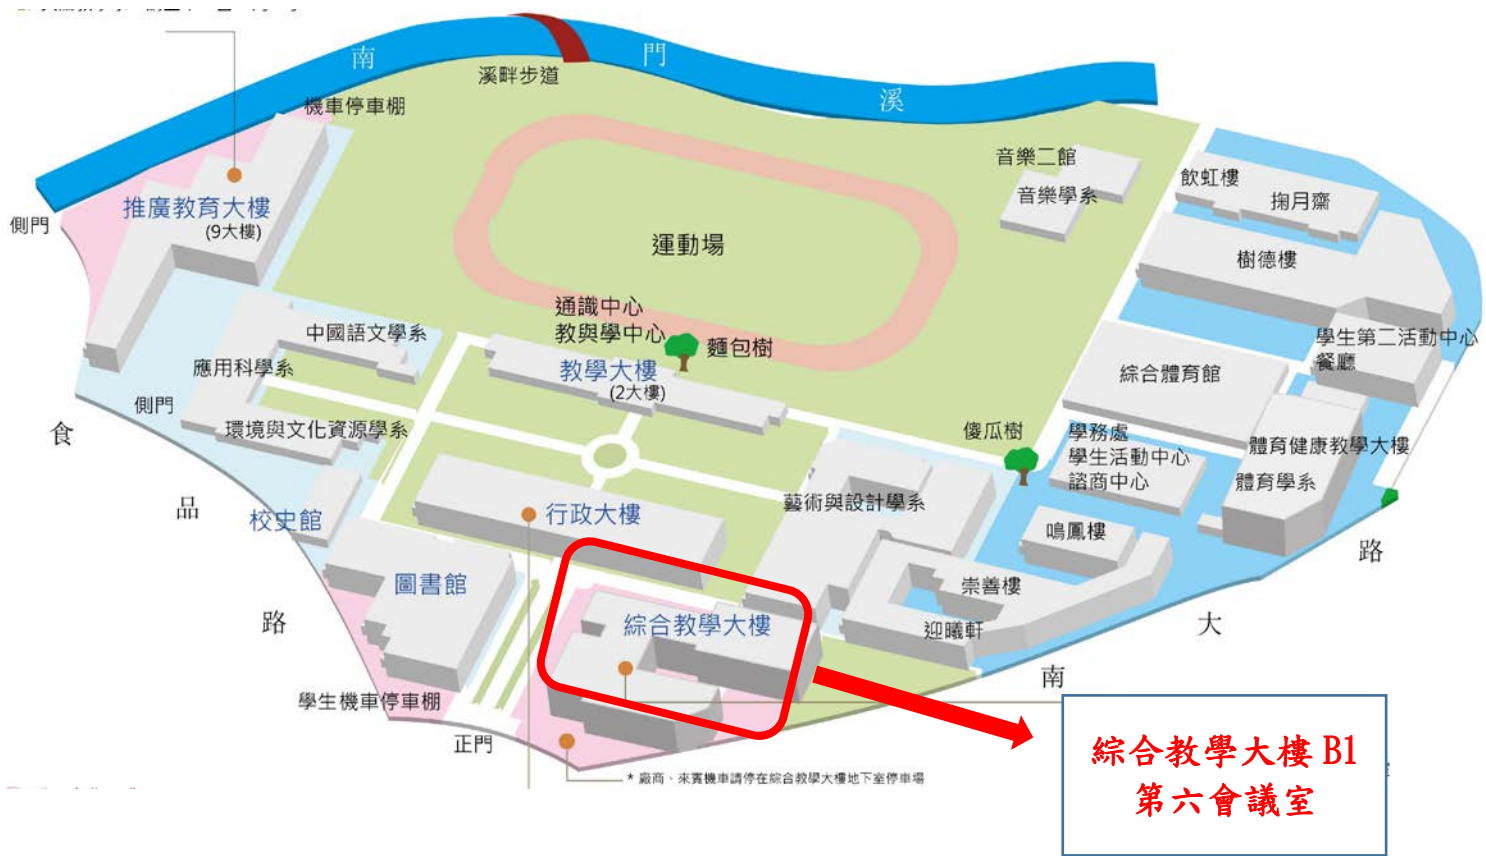 南 門 溪
溪畔步道
機車停車棚
音樂二館
音樂學系
飲虹樓
掬月齋
推廣教育大樓
(9大樓)
側門
運動場
樹德樓
通識中心
教與學中心
麵包樹
中國語文學系
應用科學系
教學大樓
(2大樓)
學生第二活動中心
餐廳
綜合體育館
側門
環境與文化資源學系
傻瓜樹
學務處
學生活動中心
諮商中心
體育健康教學大樓
體育學系
食 品 路
校史館
行政大樓
藝術與設計學系
鳴鳳樓
圖書館
崇善樓
綜合教學大樓
迎曦軒
南 大 路
學生機車停車棚
正門
* 廠商、來賓機車請停在綜合教學大樓地下室停車場
綜合教學大樓 B1
第六會議室